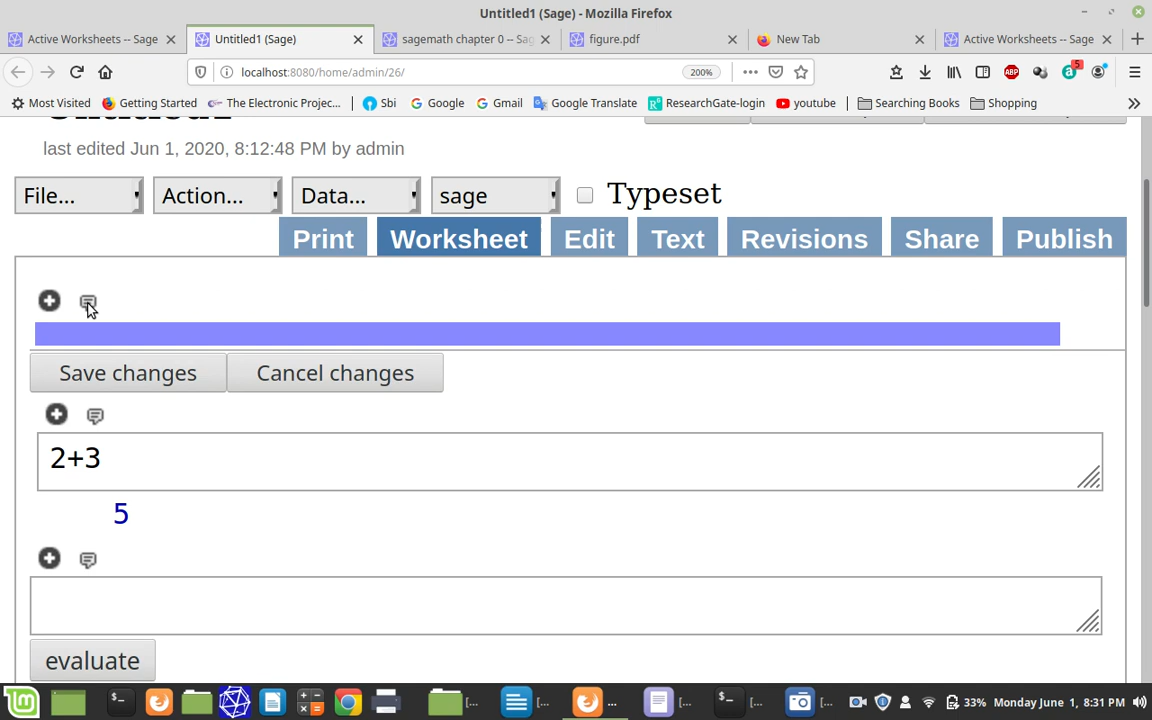 Untitled1 (Sage) - Mozilla Firefox
Active Worksheets -- Sage
Untitled1 (Sage)
sagemath chapter 0 -- Sag
figure.pdf
New Tab
Active Worksheets -- Sage
localhost:8080/home/admin/26/
200%
5
Most Visited
Getting Started
The Electronic Projec...
Sbi
Google
Gmail
Google Translate
ResearchGate-login
youtube
Searching Books
Shopping
last edited Jun 1, 2020, 8:12:48 PM by admin
File...
Action...
Data...
sage
Typeset
Print
Worksheet
Edit
Text
Revisions
Share
Publish
Save changes
Cancel changes
2+3
5
evaluate
[...
[...
...
[...
[...
[...
33%
Monday June 1, 8:31 PM